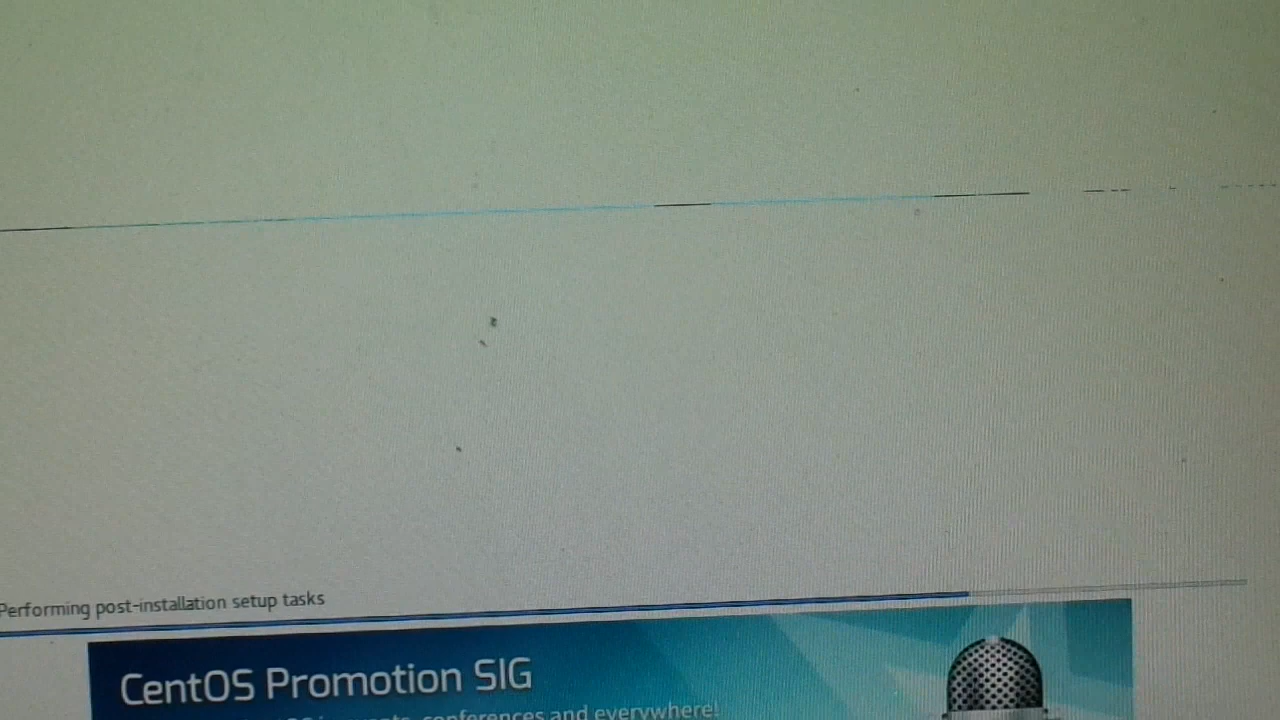 Performing post-installation setup tasks
CentOS Promotion SIG
conferences and everywhere!